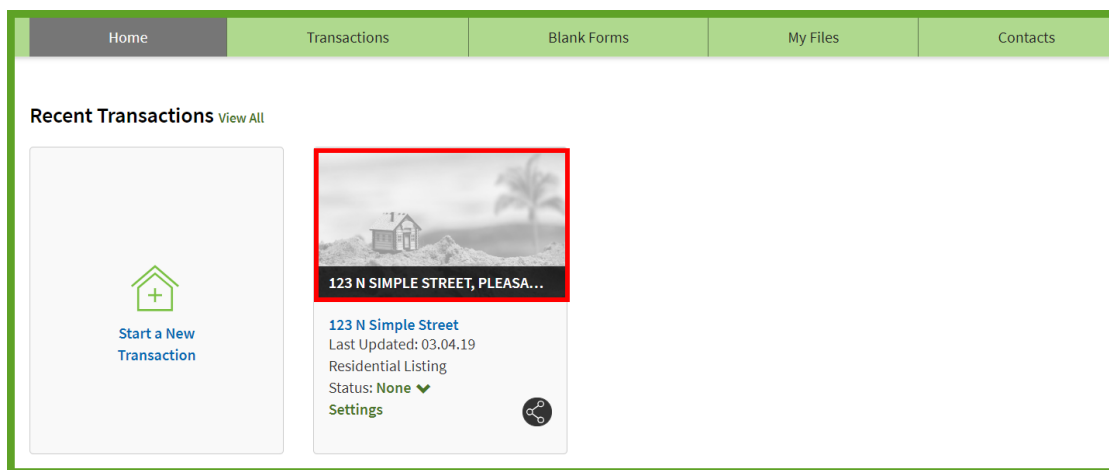 Home
Transactions
Blank Forms
My Files
Contacts
Recent Transactions View All
Start a New
Transaction
123 N SIMPLE STREET, PLEASA...
123 N Simple Street
Last Updated: 03.04.19
Residential Listing
Status: None
Settings